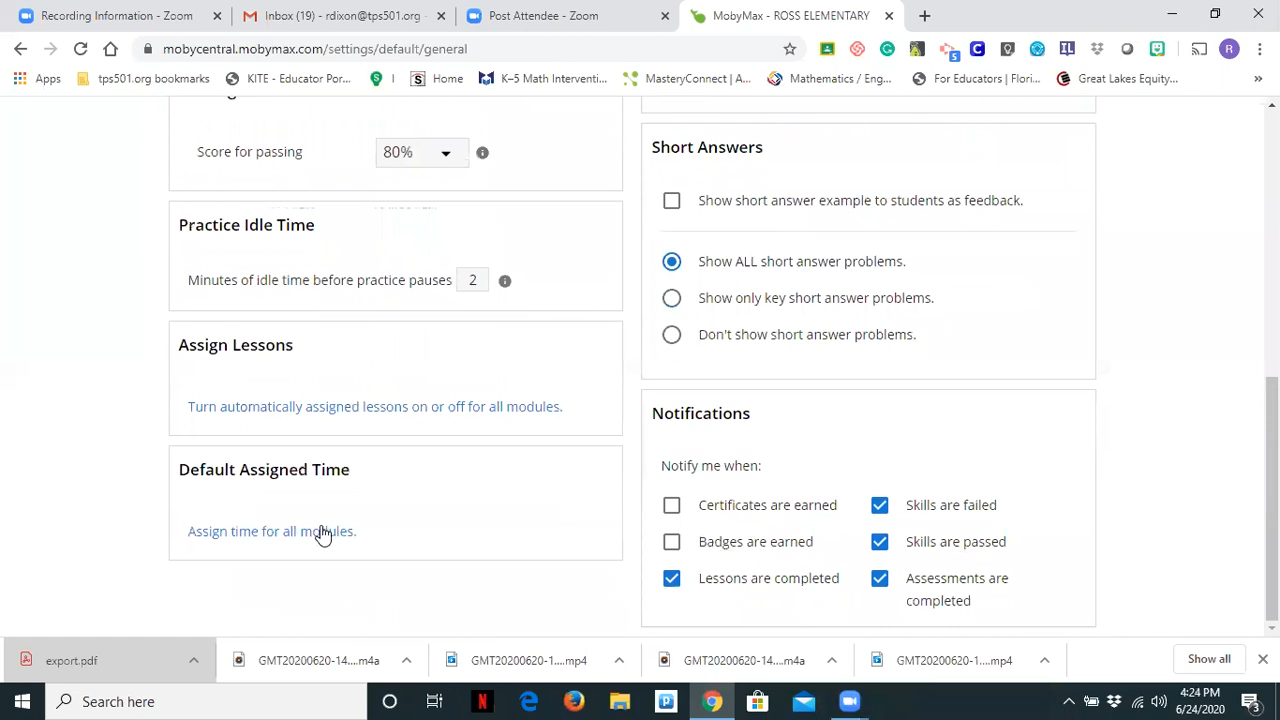 Recording Information - Zoom
Inbox (19) - rdixon@tps501.org -
Post Attendee - Zoom
MobyMax - ROSS ELEMENTARY
mobycentral.mobymax.com/settings/default/general
Apps
tps501.org bookmarks
KITE - Educator Por...
I
Home
K–5 Math Interventi...
MasteryConnect | A...
Mathematics / Eng...
For Educators | Flori...
Great Lakes Equity...
Score for passing
80%
Practice Idle Time
Minutes of idle time before practice pauses
2
Assign Lessons
Turn automatically assigned lessons on or off for all modules.
Default Assigned Time
Assign time for all modules.
Short Answers
Show short answer example to students as feedback.
Show ALL short answer problems.
Show only key short answer problems.
Don't show short answer problems.
Notifications
Notify me when:
Certificates are earned
Skills are failed
Badges are earned
Skills are passed
Lessons are completed
Assessments are
completed
export.pdf
GMT20200620-14....m4a
GMT20200620-1....mp4
GMT20200620-14....m4a
GMT20200620-1....mp4
Show all
Search here
4:24 PM
6/24/2020